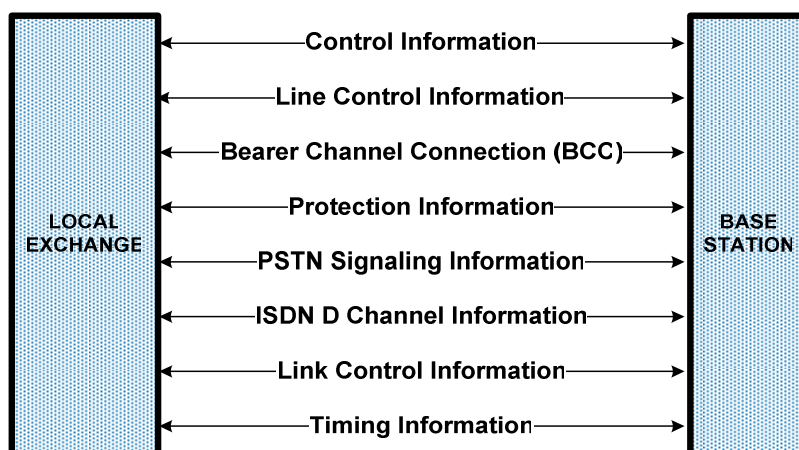 Control Information
Line Control Information
Bearer Channel Connection (BCC)
Protection Information
LOCAL
EXCHANGE
BASE
STATION
PSTN Signaling Information
ISDN D Channel Information
Link Control Information
Timing Information